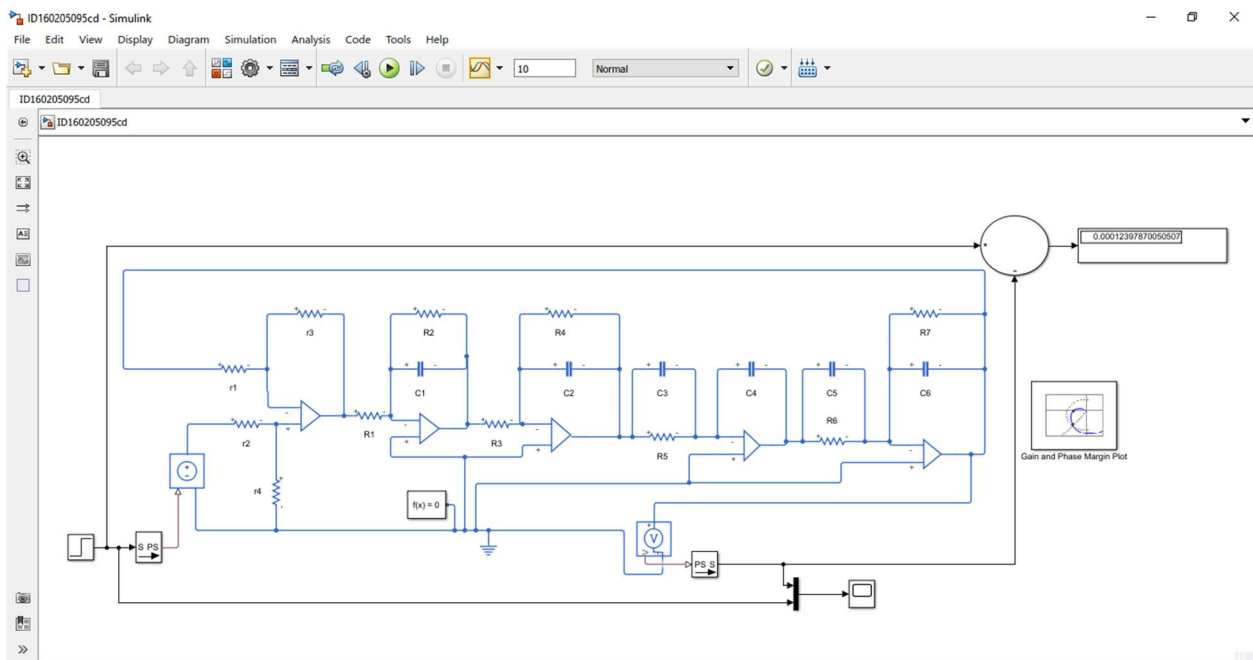 ID160205095cd - Simulink
File Edit View Display Diagram Simulation Analysis Code Tools Help
10
Normal
ID160205095cd
ID160205095cd
0.00012397870050507
+
-
+ -
r3
+ -
R2
+ -
R4
+ -
R7
+ -
r1
+ -
C1
+ -
C2
+ -
C3
+ -
C4
+ -
C5
+ -
C6
R1
R3
R5
R6
r2
r4
Gain and Phase Margin Plot
f(x) = 0
V
S PS
PS S